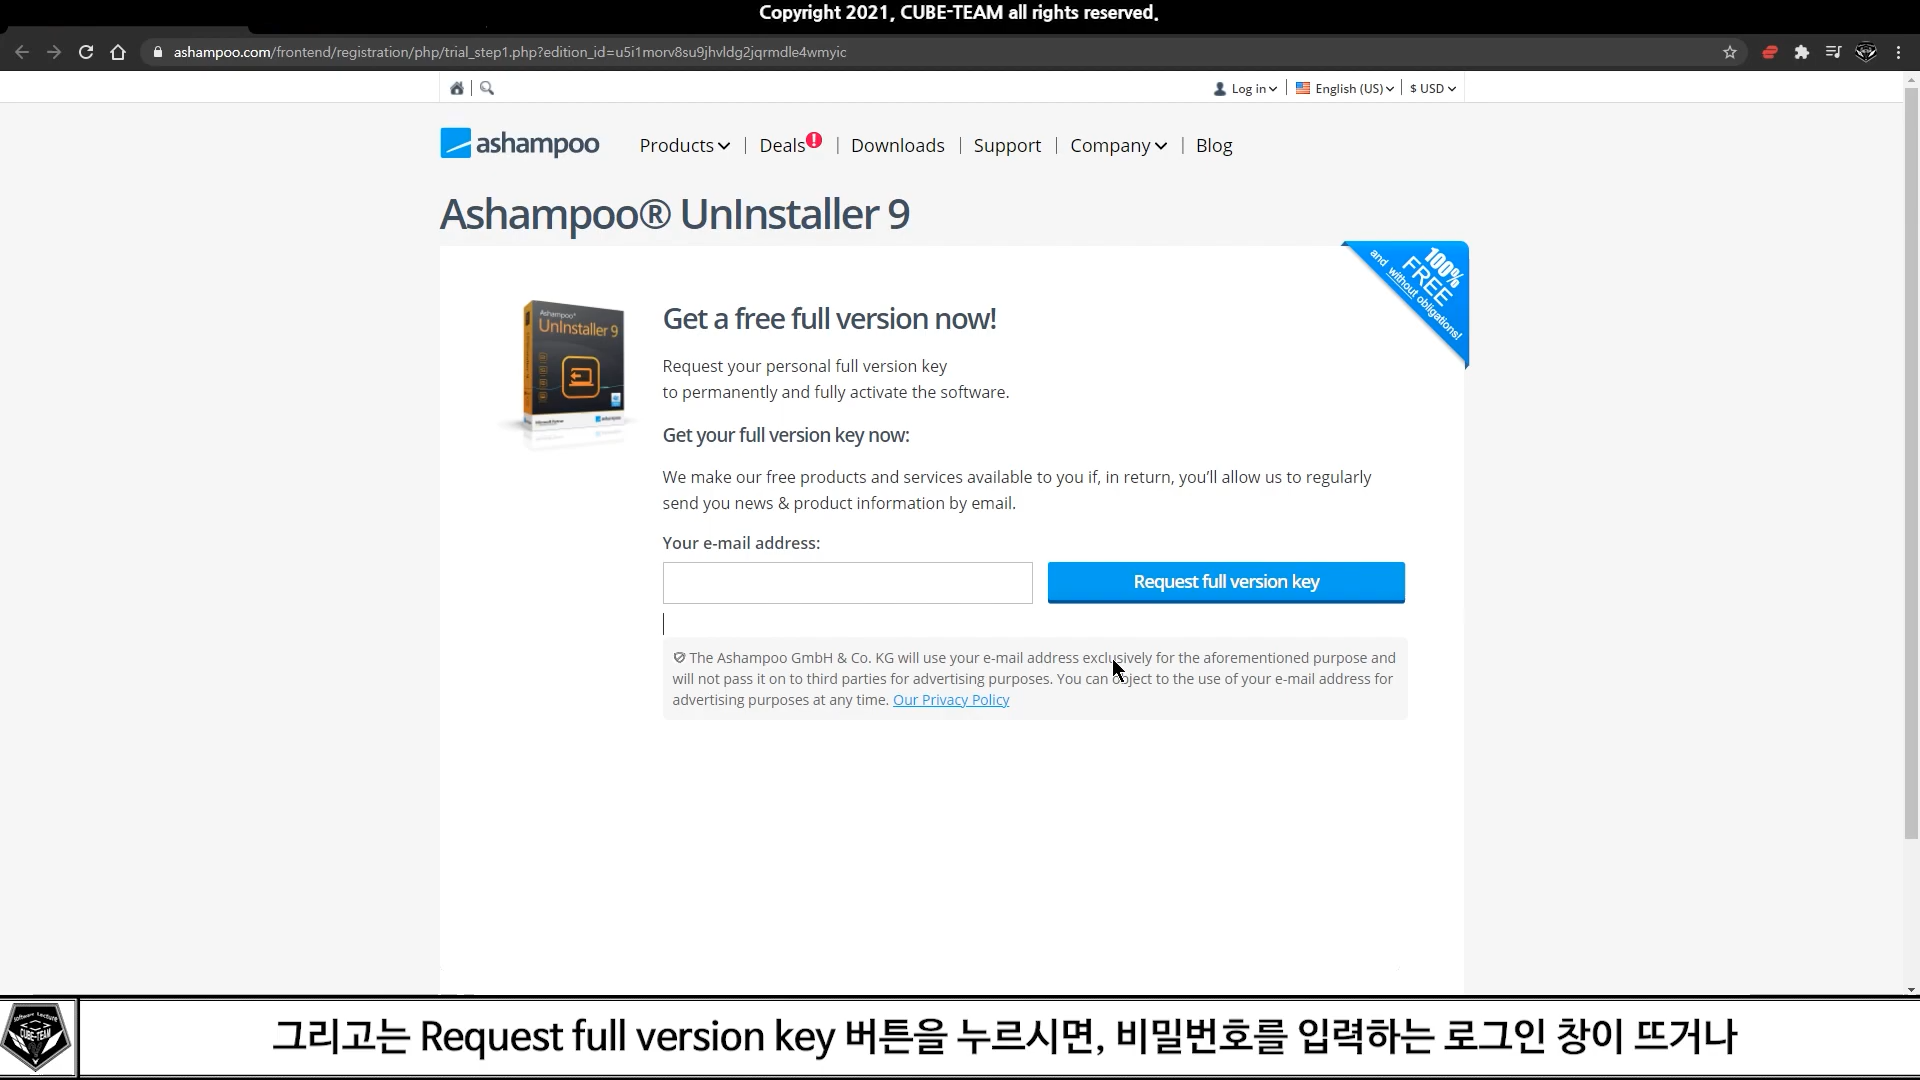 Copyright 2021, CUBE-TEAM all rights reserved.
ashampoo.com/frontend/registration/php/trial_step1.php?edition_id=u5i1morv8su9jhvldg2jqrmdle4wmyic
Log in
English (US)
$ USD
ashampoo
Products
Deals
!
Downloads
Support
Company
Blog
Ashampoo® UnInstaller 9
100%
FREE
and without obligations!
Ashampoo®
UnInstaller 9
ashampoo
Get a free full version now!
Request your personal full version key
to permanently and fully activate the software.
Get your full version key now:
We make our free products and services available to you if, in return, you’ll allow us to regularly
send you news & product information by email.
Your e-mail address:
Request full version key
The Ashampoo GmbH & Co. KG will use your e-mail address exclusively for the aforementioned purpose and
will not pass it on to third parties for advertising purposes. You can object to the use of your e-mail address for
advertising purposes at any time. Our Privacy Policy
Software Lecture
CUBE-TEAM
그리고는 Request full version key 버튼을 누르시면, 비밀번호를 입력하는 로그인 창이 뜨거나